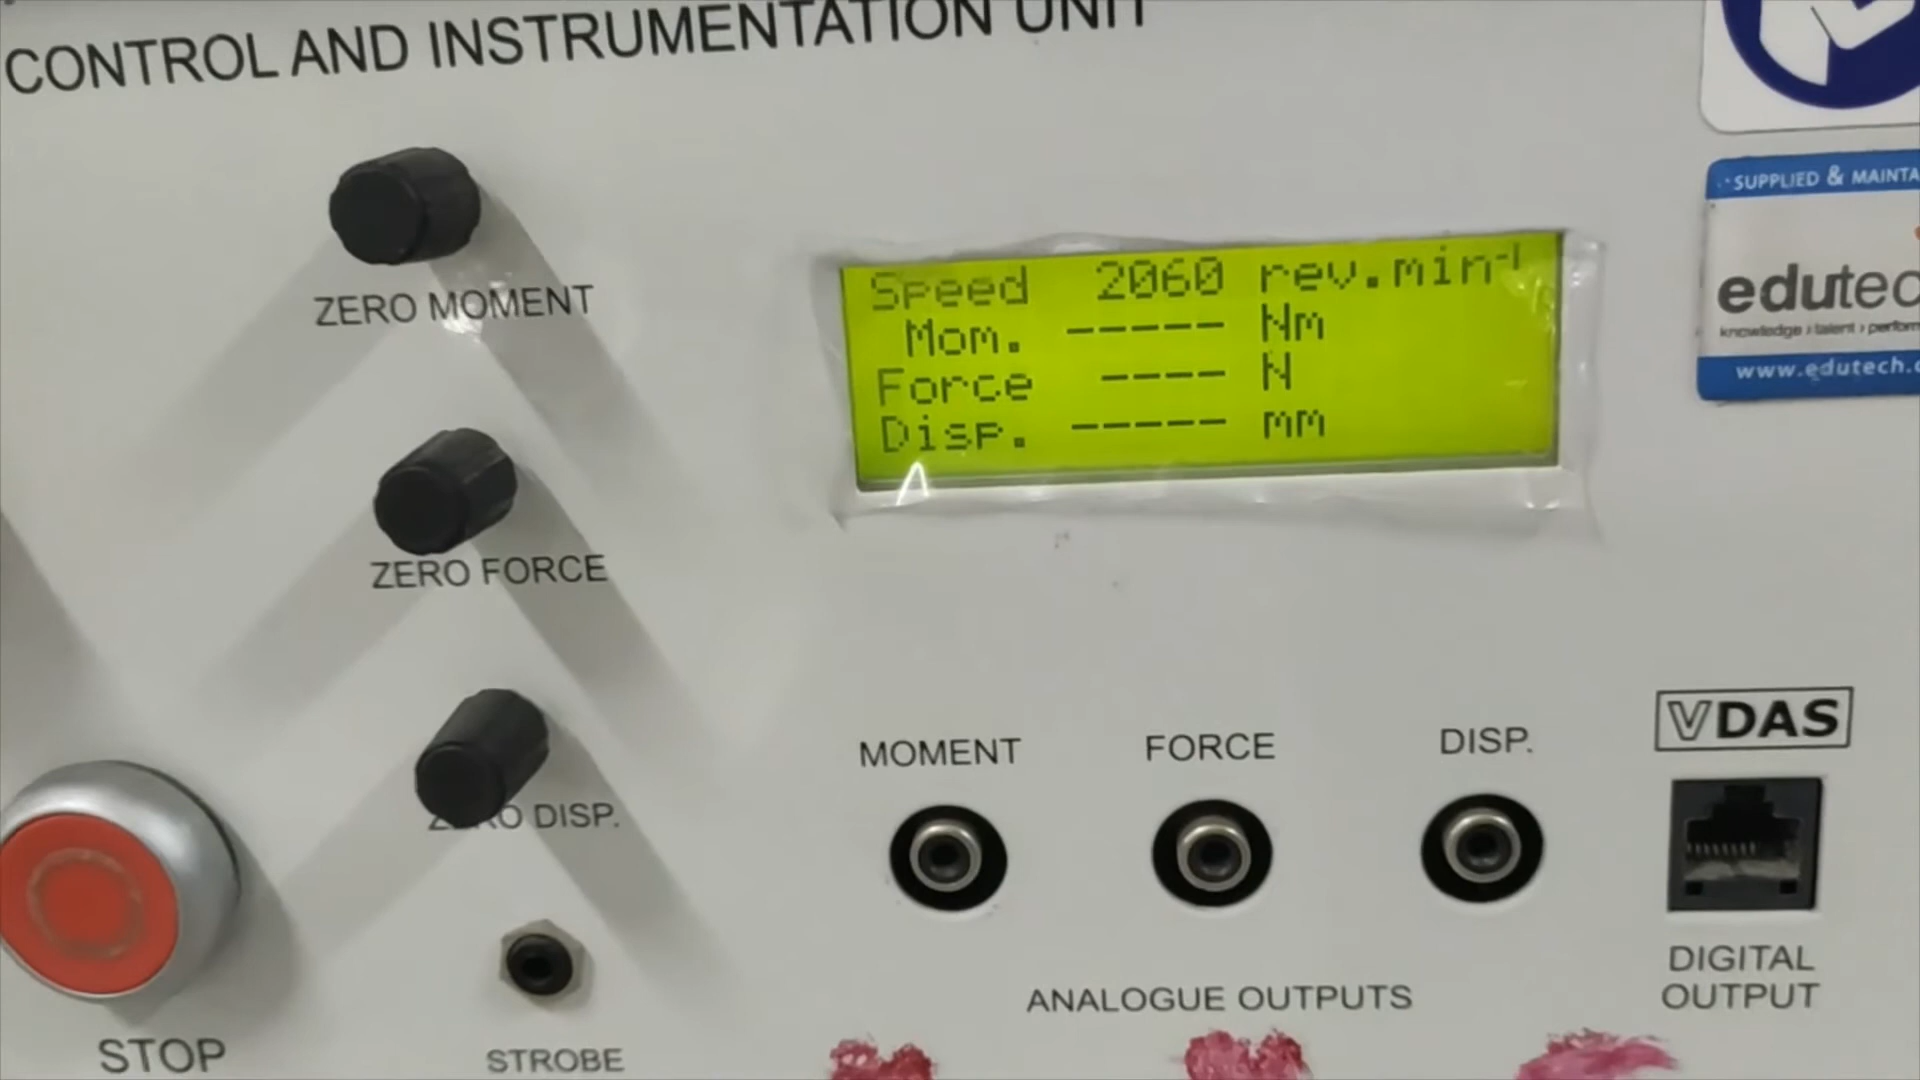 CONTROL AND INSTRUMENTATION UNIT
ZERO MOMENT
ZERO FORCE
ZERO DISP.
STOP
STROBE
Speed 2060 rev.min-1
Mom. ----- Nm
Force ---- N
Disp. ----- mm
MOMENT
FORCE
DISP.
ANALOGUE OUTPUTS
VDAS
DIGITAL
OUTPUT
SUPPLIED & MAINTA
edutec
knowledge › talent › perform
www.edutech.c